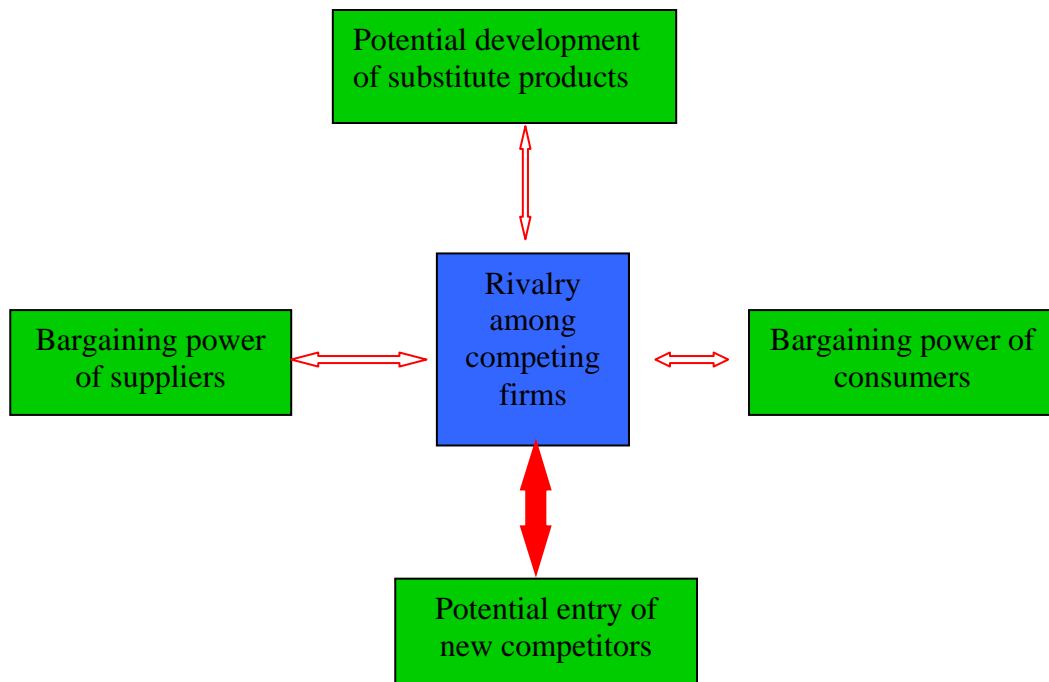 Potential development
of substitute products
Rivalry
among
competing
firms
Bargaining power
of suppliers
Bargaining power of
consumers
Potential entry of
new competitors